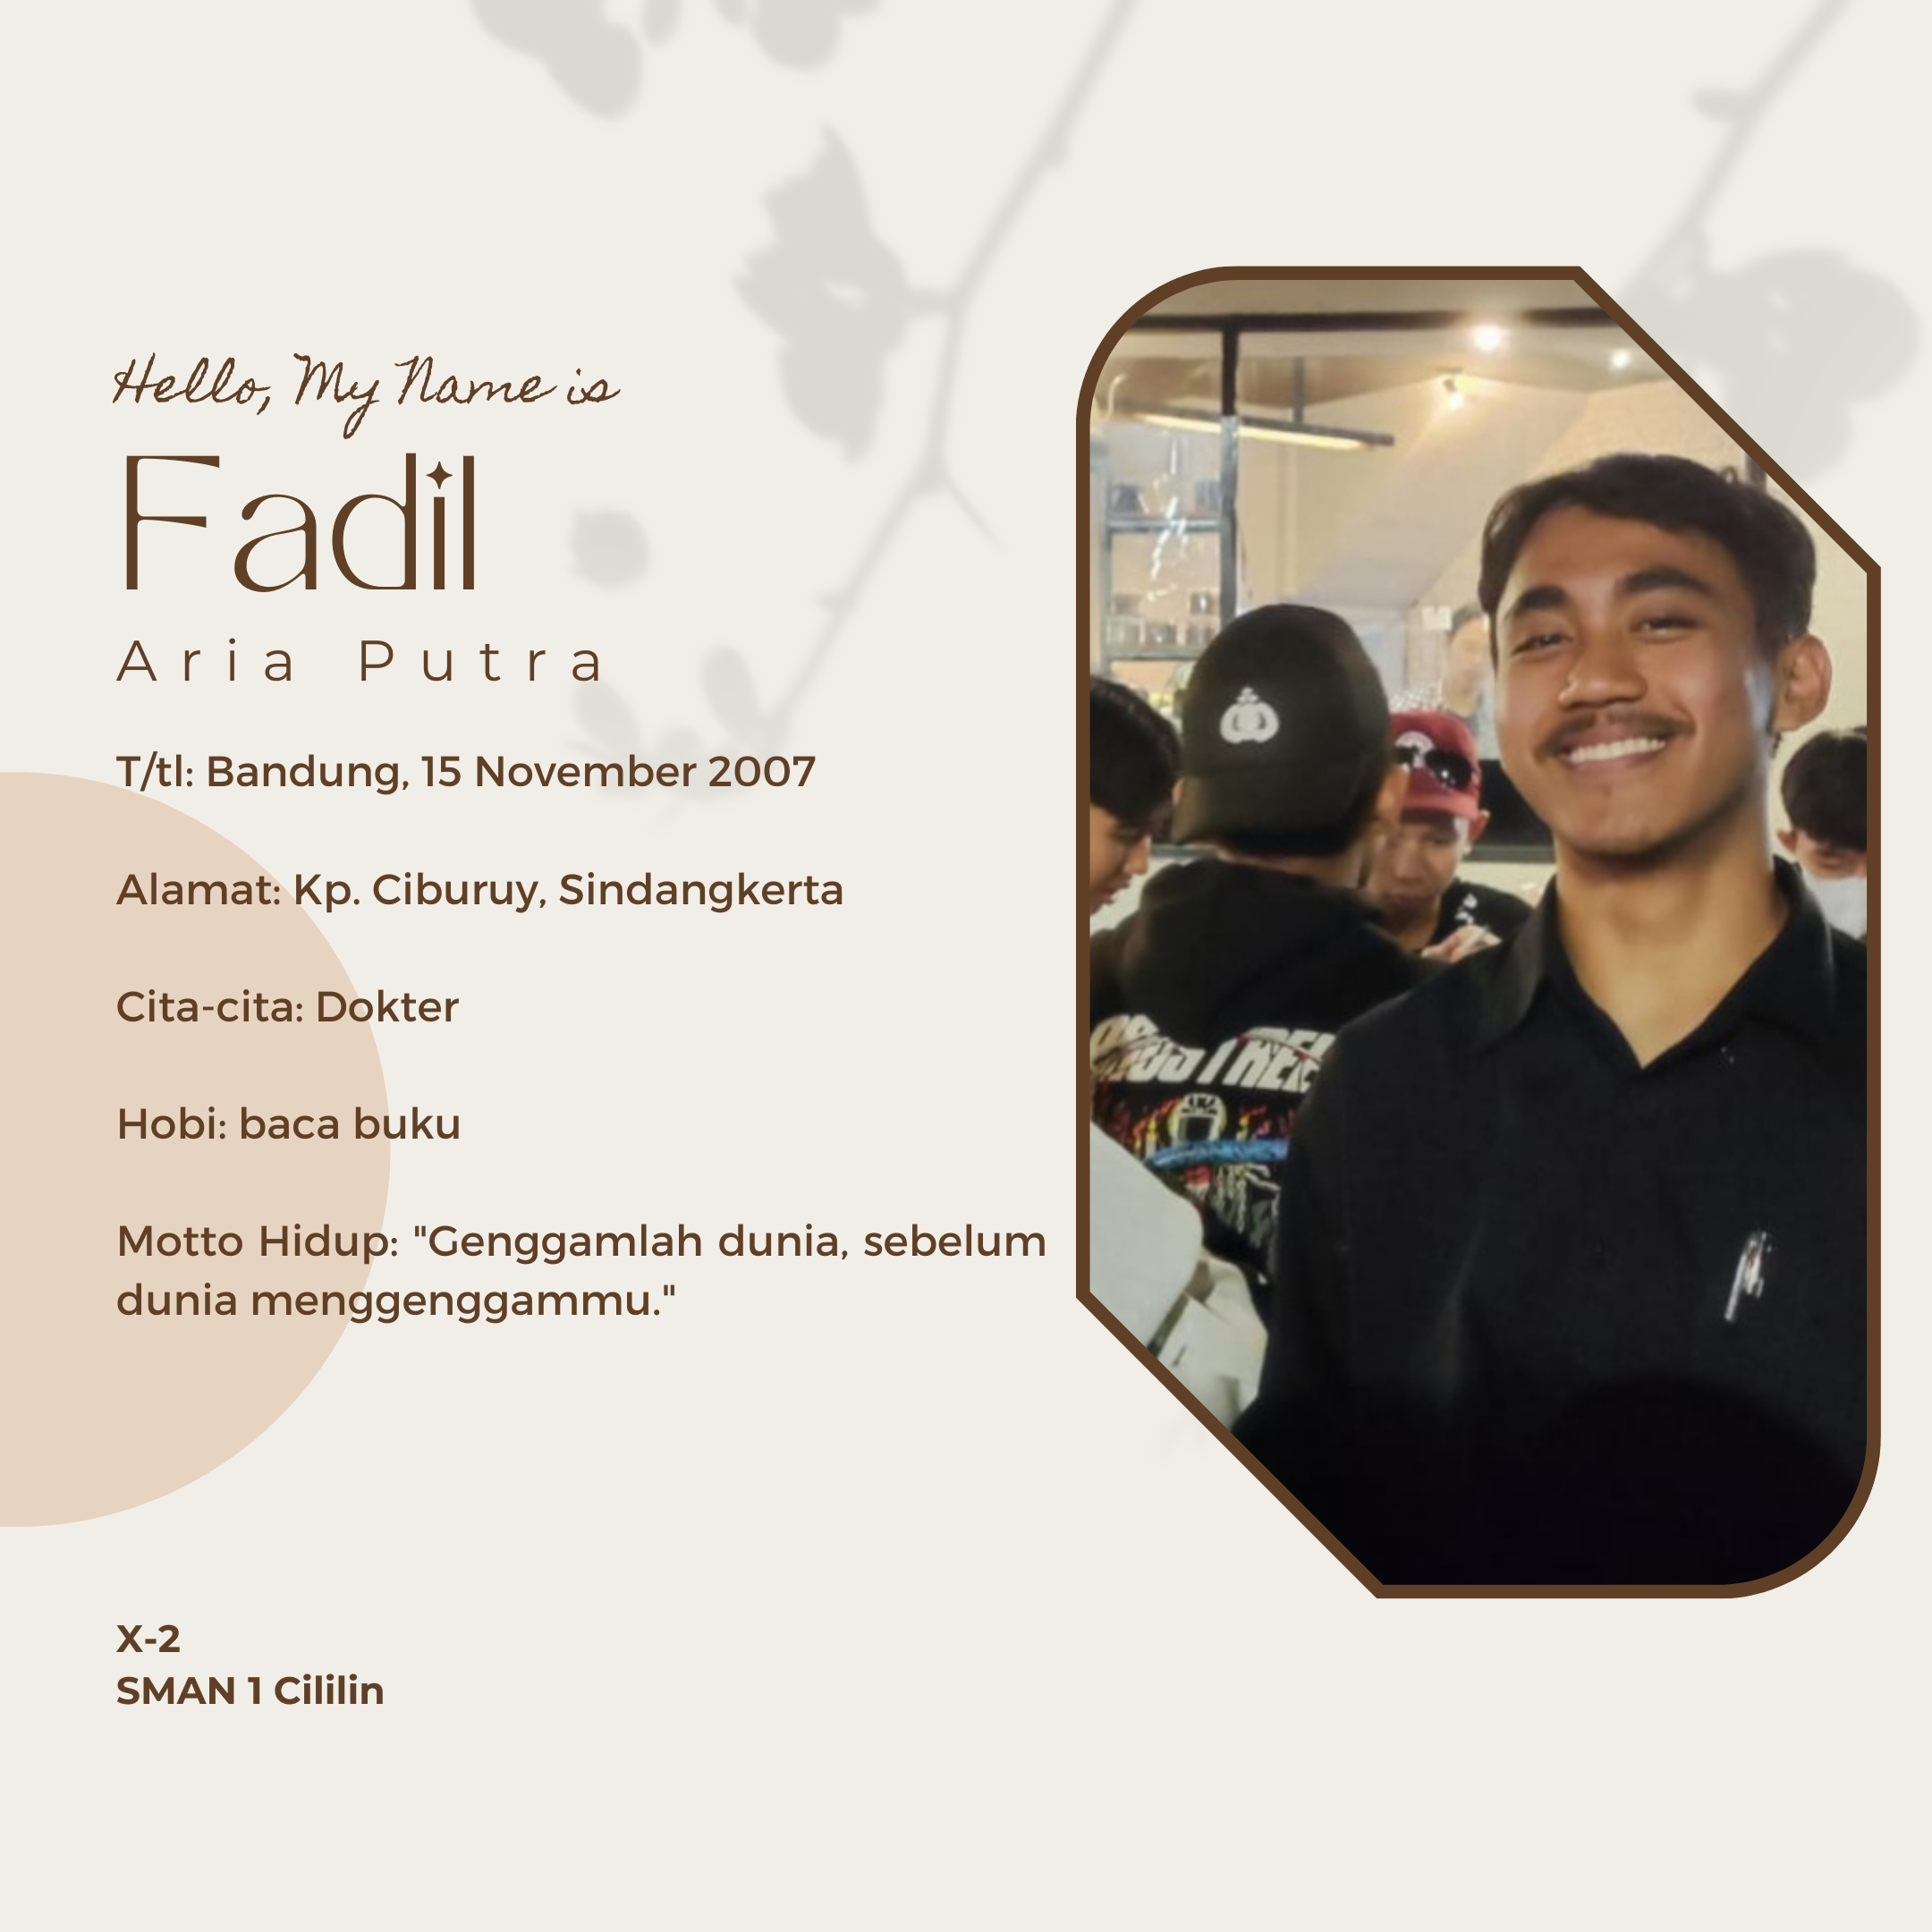 Hello, My Name is
Fadil
Aria Putra
T/tl: Bandung, 15 November 2007
Alamat: Kp. Ciburuy, Sindangkerta
Cita-cita: Dokter
Hobi: baca buku
Motto Hidup: "Genggamlah dunia, sebelum
dunia menggenggammu."
X-2
SMAN 1 Cililin